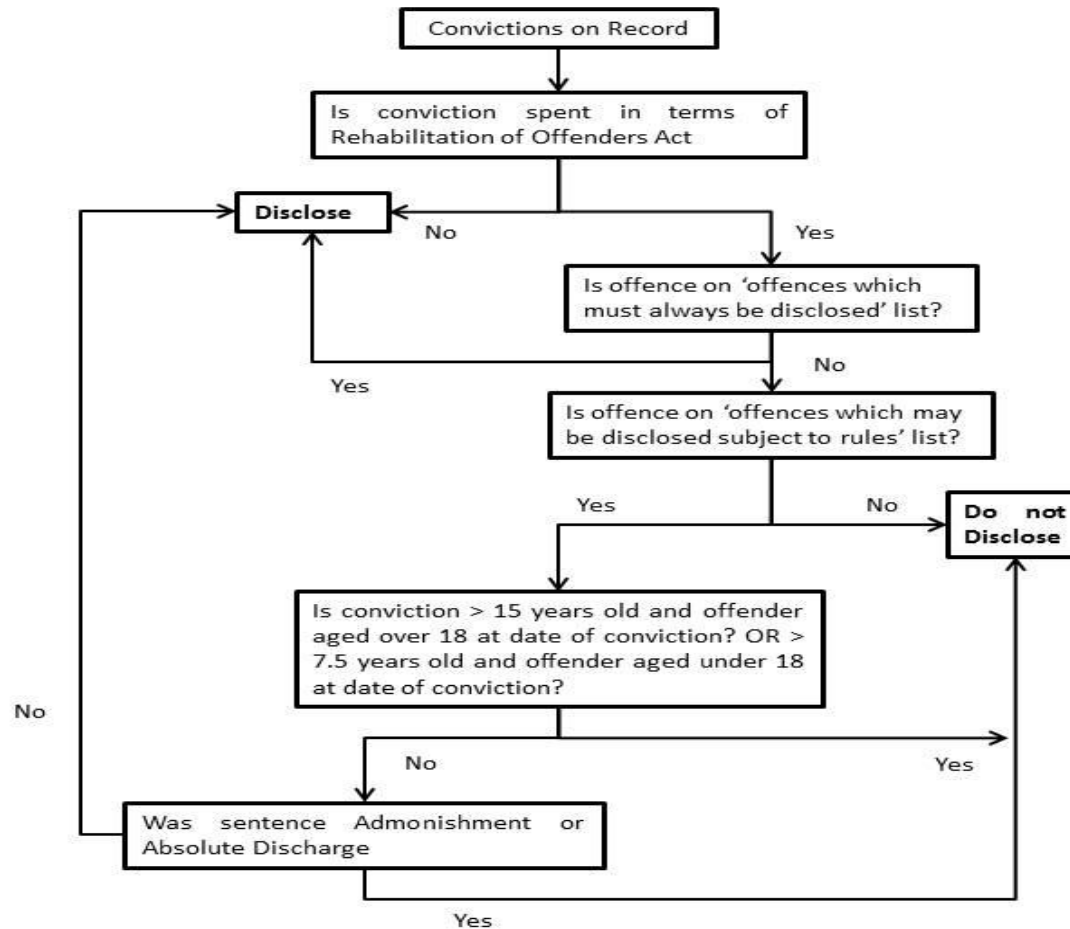 Convictions on Record
Is conviction spent in terms of
Rehabilitation of Offenders Act
Disclose
No
Yes
Is offence on ‘offences which
must always be disclosed’ list?
Yes
No
Is offence on ‘offences which may
be disclosed subject to rules’ list?
Yes
No
Do not
Disclose
Is conviction > 15 years old and offender
aged over 18 at date of conviction? OR >
7.5 years old and offender aged under 18
at date of conviction?
No
No
Yes
Was sentence Admonishment or
Absolute Discharge
Yes